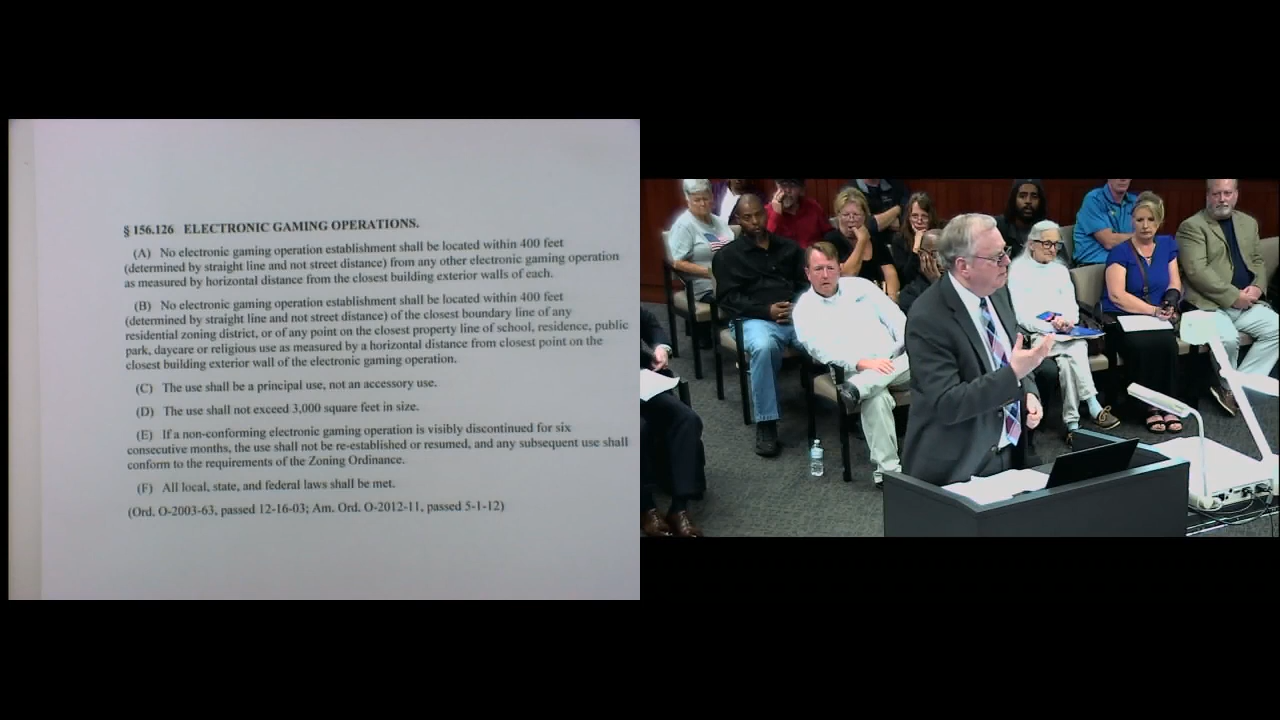 § 156.126 ELECTRONIC GAMING OPERATIONS.
(A) No electronic gaming operation establishment shall be located within 400 feet
(determined by straight line and not street distance) from any other electronic gaming operation
as measured by horizontal distance from the closest building exterior walls of each.
(B) No electronic gaming operation establishment shall be located within 400 feet
(determined by straight line and not street distance) of the closest boundary line of any
residential zoning district, or of any point on the closest property line of school, residence, public
park, daycare or religious use as measured by a horizontal distance from closest point on the
closest building exterior wall of the electronic gaming operation.
(C) The use shall be a principal use, not an accessory use.
(D) The use shall not exceed 3,000 square feet in size.
(E) If a non-conforming electronic gaming operation is visibly discontinued for six
consecutive months, the use shall not be re-established or resumed, and any subsequent use shall
conform to the requirements of the Zoning Ordinance.
(F) All local, state, and federal laws shall be met.
(Ord. O-2003-63, passed 12-16-03; Am. Ord. O-2012-11, passed 5-1-12)